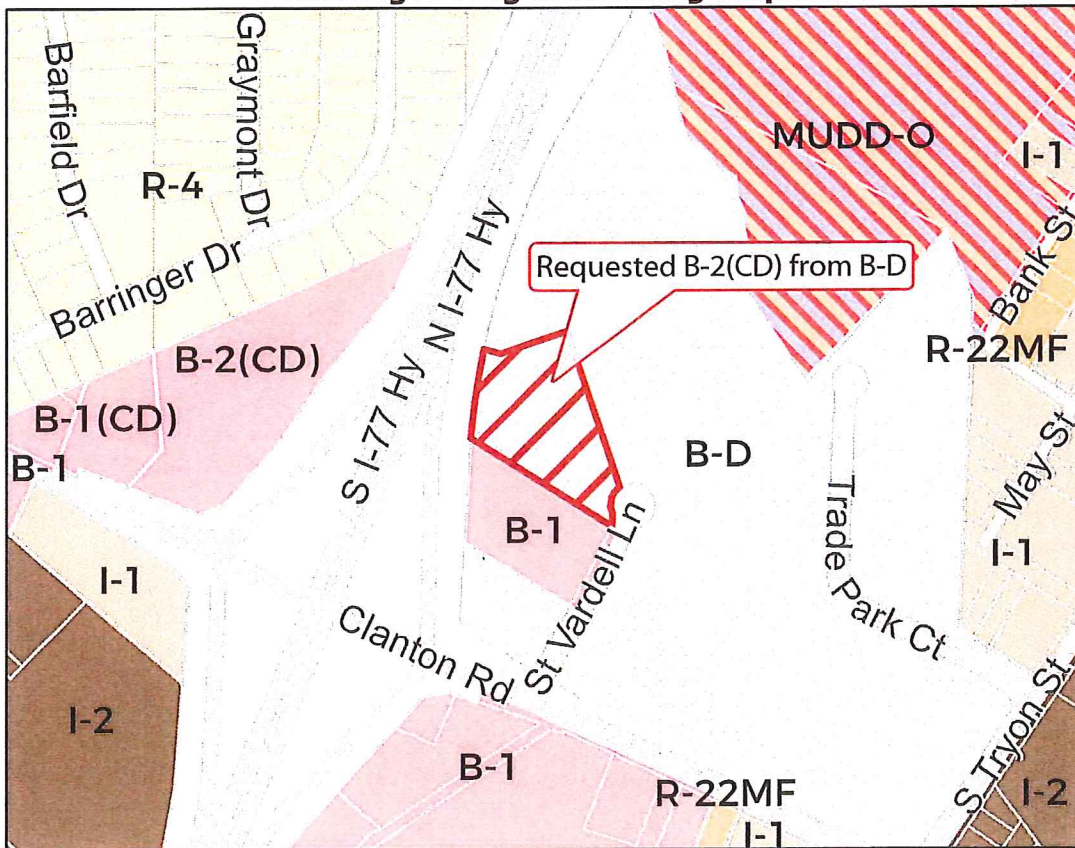 Barfield Dr
Graymont Dr
R-4
Barringer Dr
B-2(CD)
B-1(CD)
B-1
I-1
I-2
S I-77 Hy
N I-77 Hy
Requested B-2(CD) from B-D
MUDD-O
I-1
Bank St
R-22MF
B-D
May St
I-1
B-1
St Vardell Ln
Trade Park Ct
Clanton Rd
B-1
R-22MF
I-1
S Tryon St
I-2